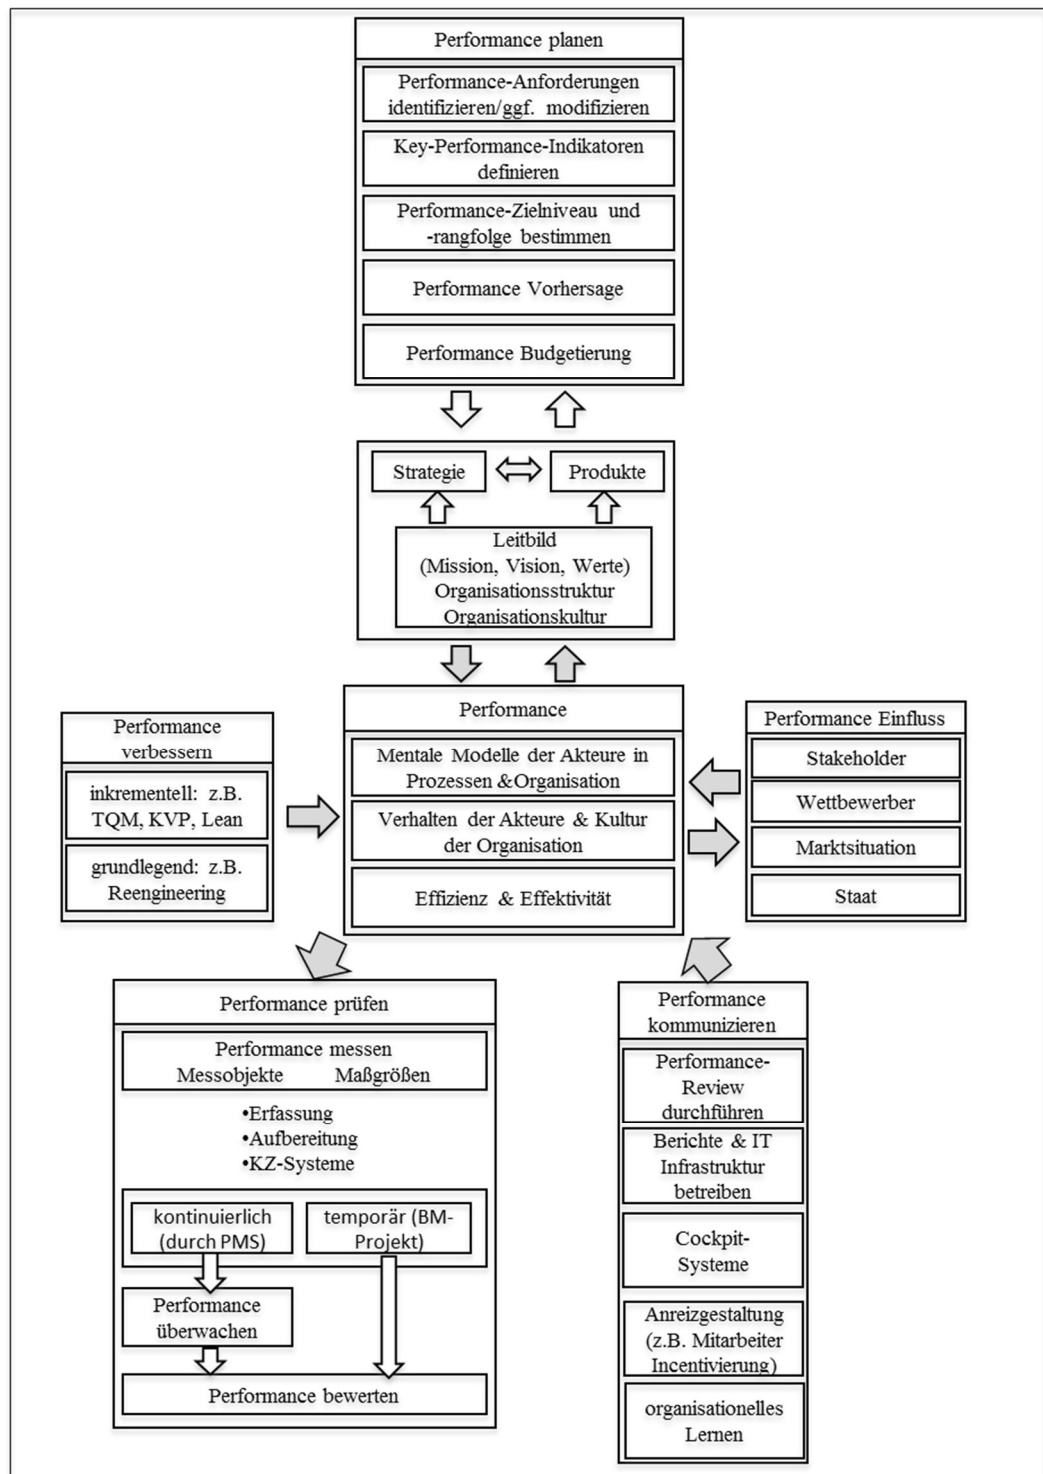 Performance planen
Performance-Anforderungen
identifizieren/ggf. modifizieren
Key-Performance-Indikatoren
definieren
Performance-Zielniveau und
-rangfolge bestimmen
Performance Vorhersage
Performance Budgetierung
Strategie
Produkte
Leitbild
(Mission, Vision, Werte)
Organisationsstruktur
Organisationskultur
Performance
verbessern
inkrementell: z.B.
TQM, KVP, Lean
grundlegend: z.B.
Reengineering
Performance
Mentale Modelle der Akteure in
Prozessen &Organisation
Verhalten der Akteure & Kultur
der Organisation
Effizienz & Effektivität
Performance Einfluss
Stakeholder
Wettbewerber
Marktsituation
Staat
Performance prüfen
Performance messen
Messobjekte Maßgrößen
•Erfassung
•Aufbereitung
•KZ-Systeme
kontinuierlich
(durch PMS)
temporär (BM-
Projekt)
Performance
überwachen
Performance bewerten
Performance
kommunizieren
Performance-
Review
durchführen
Berichte & IT
Infrastruktur
betreiben
Cockpit-
Systeme
Anreizgestaltung
(z.B. Mitarbeiter
Incentivierung)
organisationelles
Lernen